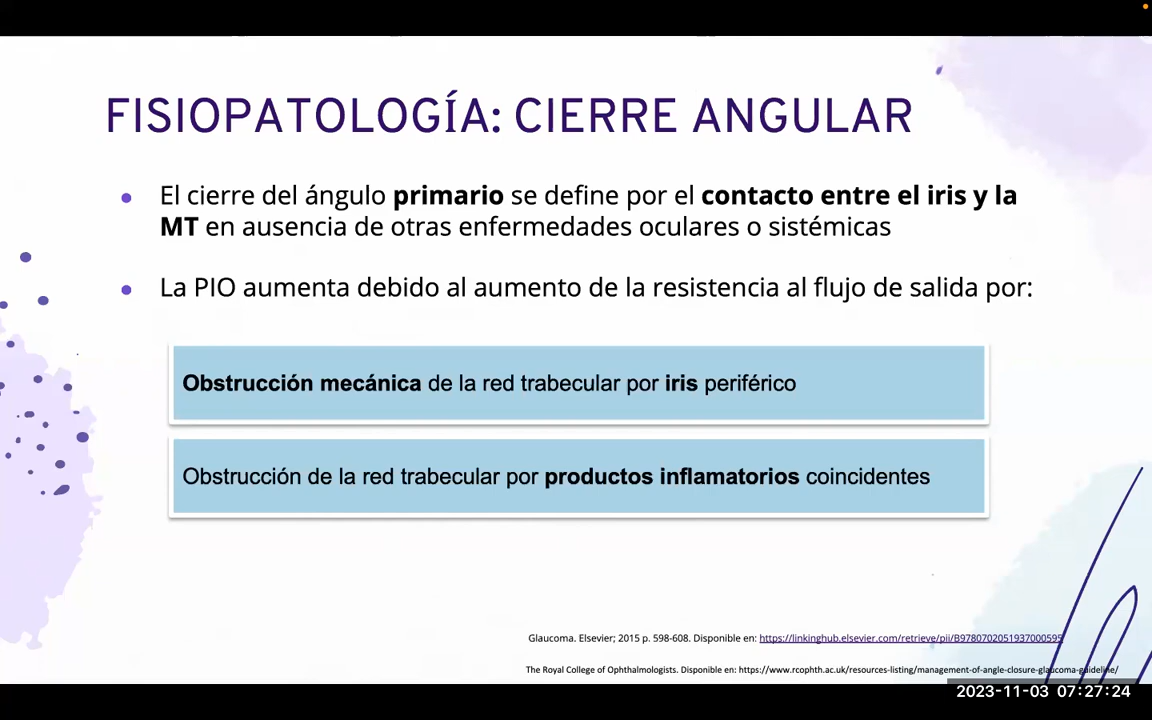 FISIOPATOLOGÍA: CIERRE ANGULAR
El cierre del ángulo primario se define por el contacto entre el iris y la
MT en ausencia de otras enfermedades oculares o sistémicas
La PIO aumenta debido al aumento de la resistencia al flujo de salida por:
Obstrucción mecánica de la red trabecular por iris periférico
Obstrucción de la red trabecular por productos inflamatorios coincidentes
Glaucoma. Elsevier; 2015 p. 598-608. Disponible en: https://linkinghub.elsevier.com/retrieve/pii/B9780702051937000595
The Royal College of Ophthalmologists. Disponible en: https://www.rcophth.ac.uk/resources-listing/management-of-angle-closure-glaucoma-guideline/
2023-11-03 07:27:24